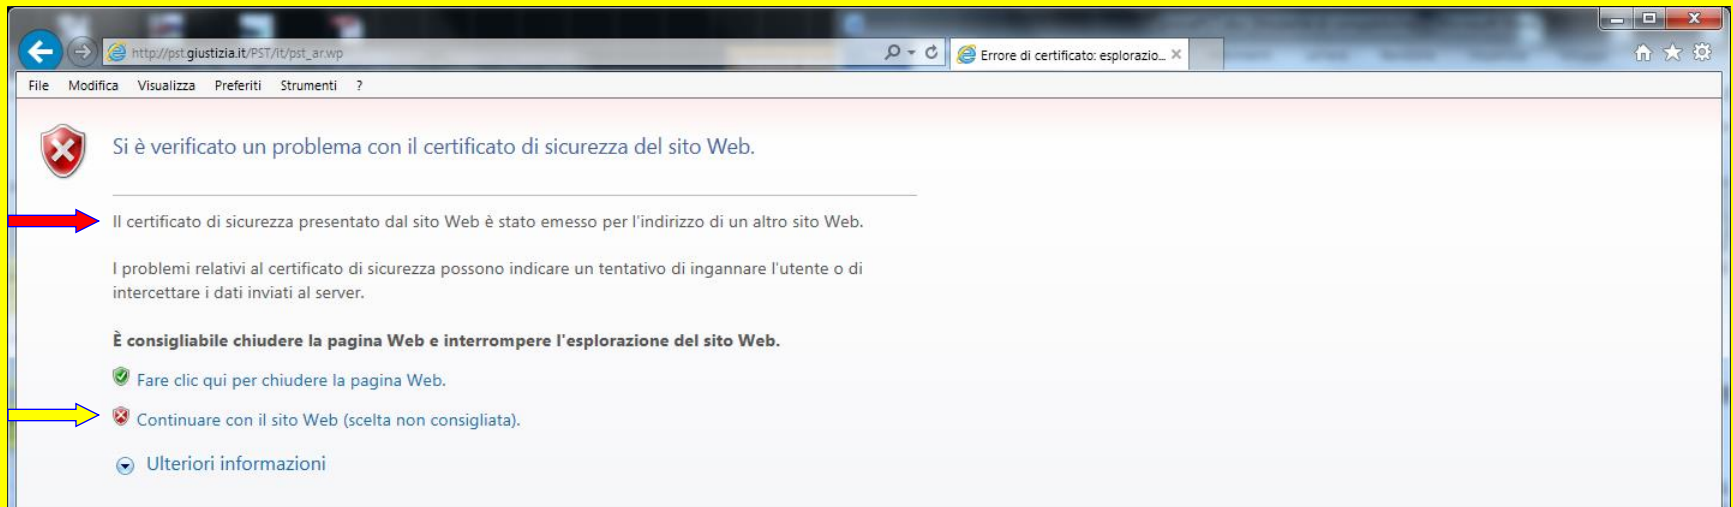 http://pst.giustizia.it/PST/it/pst_ar.wp
Errore di certificato: esplorazio...
File Modifica Visualizza Preferiti Strumenti ?
Si è verificato un problema con il certificato di sicurezza del sito Web.
Il certificato di sicurezza presentato dal sito Web è stato emesso per l'indirizzo di un altro sito Web.
I problemi relativi al certificato di sicurezza possono indicare un tentativo di ingannare l'utente o di
intercettare i dati inviati al server.
È consigliabile chiudere la pagina Web e interrompere l'esplorazione del sito Web.
Fare clic qui per chiudere la pagina Web.
Continuare con il sito Web (scelta non consigliata).
Ulteriori informazioni